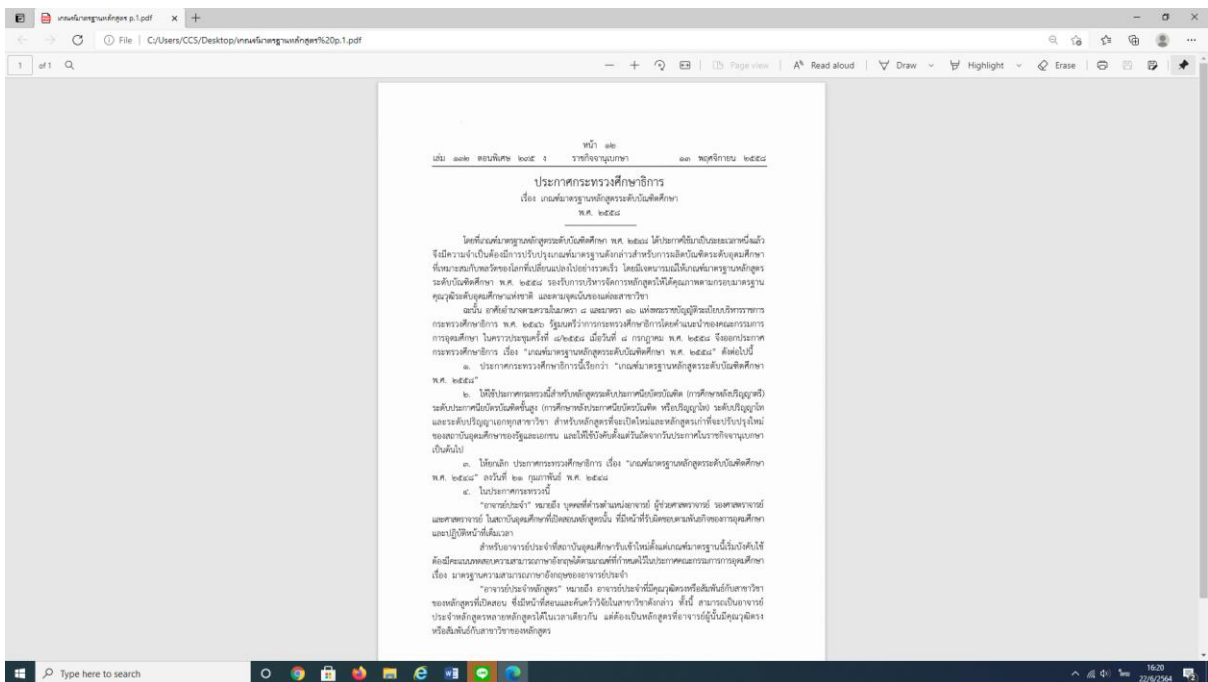 เกณฑ์มาตรฐานหลักสูตร p.1.pdf
File
C:/Users/CCS/Desktop/เกณฑ์มาตรฐานหลักสูตร%20p.1.pdf
1 of 1
Page view
Read aloud
Draw
Highlight
Erase
หน้า ๑๒
เล่ม ๑๓๒ ตอนพิเศษ ๒๙๕ ง ราชกิจจานุเบกษา ๑๓ พฤศจิกายน ๒๕๕๘
ประกาศกระทรวงศึกษาธิการ
เรื่อง เกณฑ์มาตรฐานหลักสูตรระดับบัณฑิตศึกษา
พ.ศ. ๒๕๕๘
โดยที่เกณฑ์มาตรฐานหลักสูตรระดับบัณฑิตศึกษา พ.ศ. ๒๕๔๘ ได้ประกาศใช้มาเป็นระยะเวลาหนึ่งแล้ว
จึงมีความจำเป็นต้องมีการปรับปรุงเกณฑ์มาตรฐานดังกล่าวสำหรับการผลิตบัณฑิตระดับอุดมศึกษา
ที่เหมาะสมกับพลวัตของโลกที่เปลี่ยนแปลงไปอย่างรวดเร็ว โดยมีเจตนารมณ์ให้เกณฑ์มาตรฐานหลักสูตร
ระดับบัณฑิตศึกษา พ.ศ. ๒๕๕๘ รองรับการบริหารจัดการหลักสูตรให้ได้คุณภาพตามกรอบมาตรฐาน
คุณวุฒิระดับอุดมศึกษาแห่งชาติ และตามจุดเน้นของแต่ละสาขาวิชา
ฉะนั้น อาศัยอำนาจตามความในมาตรา ๘ และมาตรา ๑๖ แห่งพระราชบัญญัติระเบียบบริหารราชการ
กระทรวงศึกษาธิการ พ.ศ. ๒๕๔๖ รัฐมนตรีว่าการกระทรวงศึกษาธิการโดยคำแนะนำของคณะกรรมการ
การอุดมศึกษา ในคราวประชุมครั้งที่ ๘/๒๕๕๘ เมื่อวันที่ ๘ กรกฎาคม พ.ศ. ๒๕๕๘ จึงออกประกาศ
กระทรวงศึกษาธิการ เรื่อง “เกณฑ์มาตรฐานหลักสูตรระดับบัณฑิตศึกษา พ.ศ. ๒๕๕๘” ดังต่อไปนี้
๑. ประกาศกระทรวงศึกษาธิการนี้เรียกว่า “เกณฑ์มาตรฐานหลักสูตรระดับบัณฑิตศึกษา
พ.ศ. ๒๕๕๘”
๒. ให้ใช้ประกาศกระทรวงนี้สำหรับหลักสูตรระดับประกาศนียบัตรบัณฑิต (การศึกษาหลังปริญญาตรี)
ระดับประกาศนียบัตรบัณฑิตชั้นสูง (การศึกษาหลังประกาศนียบัตรบัณฑิต หรือปริญญาโท) ระดับปริญญาโท
และระดับปริญญาเอกทุกสาขาวิชา สำหรับหลักสูตรที่จะเปิดใหม่และหลักสูตรเก่าที่จะปรับปรุงใหม่
ของสถาบันอุดมศึกษาของรัฐและเอกชน และให้ใช้บังคับตั้งแต่วันถัดจากวันประกาศในราชกิจจานุเบกษา
เป็นต้นไป
๓. ให้ยกเลิก ประกาศกระทรวงศึกษาธิการ เรื่อง “เกณฑ์มาตรฐานหลักสูตรระดับบัณฑิตศึกษา
พ.ศ. ๒๕๔๘” ลงวันที่ ๒๑ กุมภาพันธ์ พ.ศ. ๒๕๔๘
๔. ในประกาศกระทรวงนี้
“อาจารย์ประจำ” หมายถึง บุคคลที่ดำรงตำแหน่งอาจารย์ ผู้ช่วยศาสตราจารย์ รองศาสตราจารย์
และศาสตราจารย์ ในสถาบันอุดมศึกษาที่เปิดสอนหลักสูตรนั้น ที่มีหน้าที่รับผิดชอบตามพันธกิจของการอุดมศึกษา
และปฏิบัติหน้าที่เต็มเวลา
สำหรับอาจารย์ประจำที่สถาบันอุดมศึกษารับเข้าใหม่ตั้งแต่เกณฑ์มาตรฐานนี้เริ่มบังคับใช้
ต้องมีคะแนนทดสอบความสามารถภาษาอังกฤษได้ตามเกณฑ์ที่กำหนดไว้ในประกาศคณะกรรมการการอุดมศึกษา
เรื่อง มาตรฐานความสามารถภาษาอังกฤษของอาจารย์ประจำ
“อาจารย์ประจำหลักสูตร” หมายถึง อาจารย์ประจำที่มีคุณวุฒิตรงหรือสัมพันธ์กับสาขาวิชา
ของหลักสูตรที่เปิดสอน ซึ่งมีหน้าที่สอนและค้นคว้าวิจัยในสาขาวิชาดังกล่าว ทั้งนี้ สามารถเป็นอาจารย์
ประจำหลักสูตรหลายหลักสูตรได้ในเวลาเดียวกัน แต่ต้องเป็นหลักสูตรที่อาจารย์ผู้นั้นมีคุณวุฒิตรง
หรือสัมพันธ์กับสาขาวิชาของหลักสูตร
Type here to search
16:20
22/6/2564